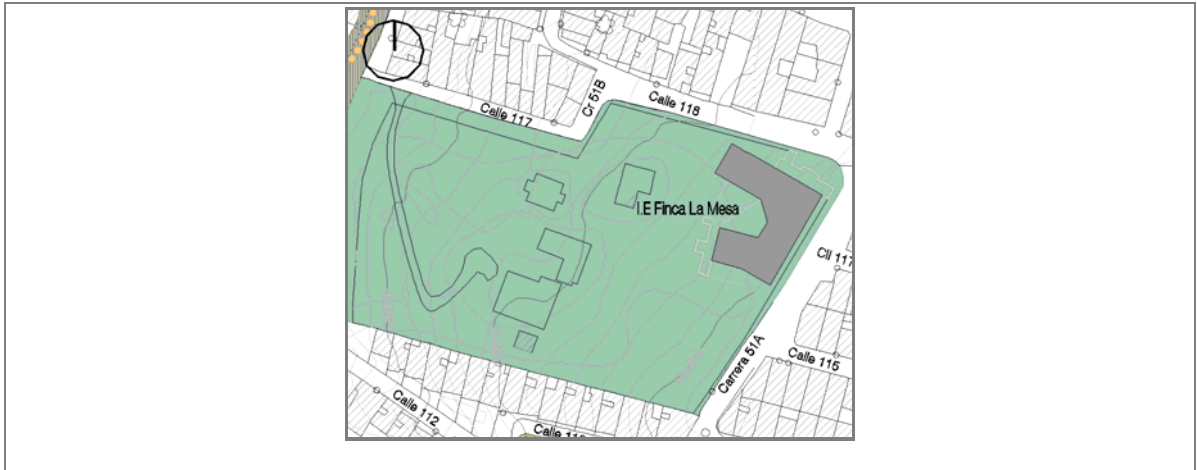 Calle 117
Cr 51B
Calle 118
I.E Finca La Mesa
Cll 117
Carrera 51A
Calle 115
Calle 112